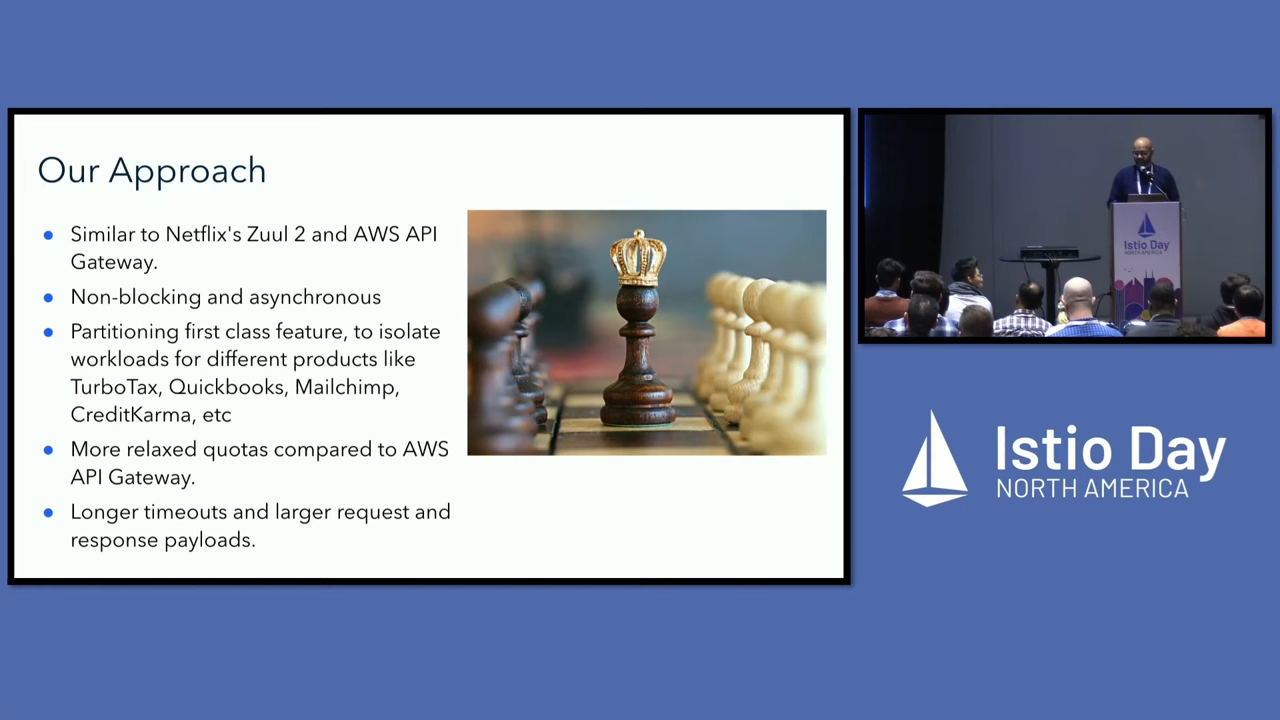 Our Approach
● Similar to Netflix's Zuul 2 and AWS API
Gateway.
● Non-blocking and asynchronous
● Partitioning first class feature, to isolate
workloads for different products like
TurboTax, Quickbooks, Mailchimp,
CreditKarma, etc
● More relaxed quotas compared to AWS
API Gateway.
● Longer timeouts and larger request and
response payloads.
Istio Day
NORTH AMERICA
Istio Day
NORTH AMERICA